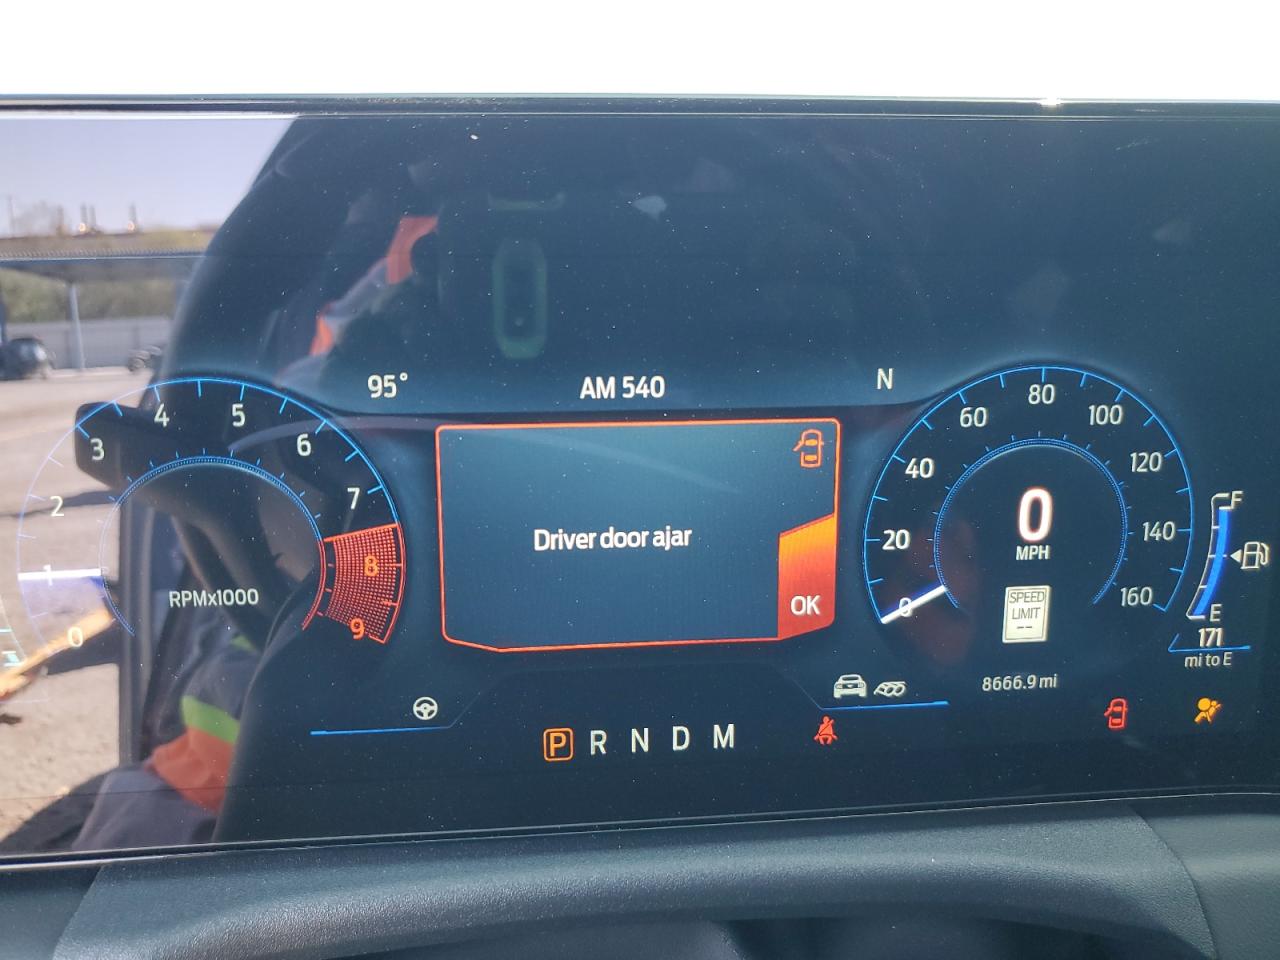 95°
AM 540
N
0
1
2
3
4
5
6
7
8
9
RPMx1000
Driver door ajar
OK
0
20
40
60
80
100
120
140
160
0
MPH
SPEED
LIMIT
--
8666.9 mi
F
E
171
mi to E
P R N D M